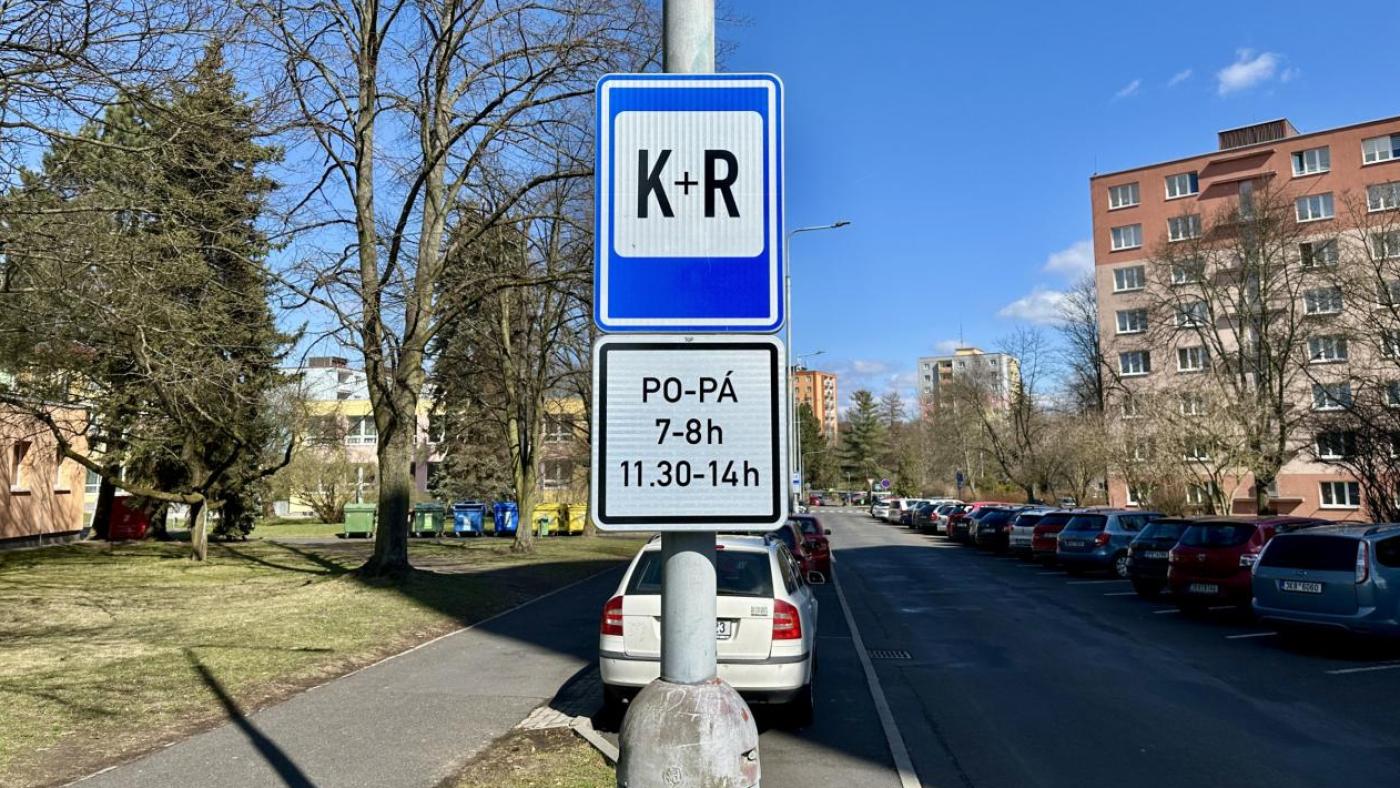 K+R
PO-PÁ
7-8h
11.30-14h